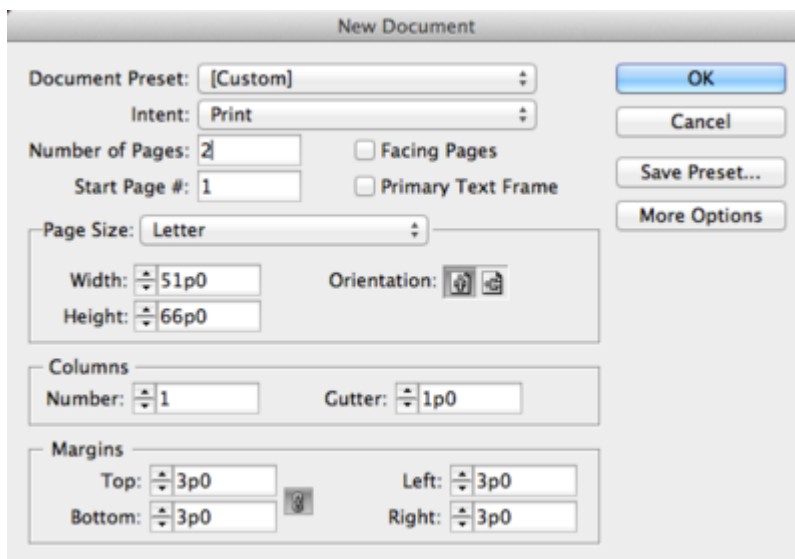 New Document
Document Preset: [Custom]
OK
Intent: Print
Cancel
Number of Pages: 2
Facing Pages
Start Page #: 1
Primary Text Frame
Save Preset...
More Options
Page Size: Letter
Width: 51p0
Orientation:
Height: 66p0
Columns
Number: 1
Gutter: 1p0
Margins
Top: 3p0
Left: 3p0
Bottom: 3p0
Right: 3p0